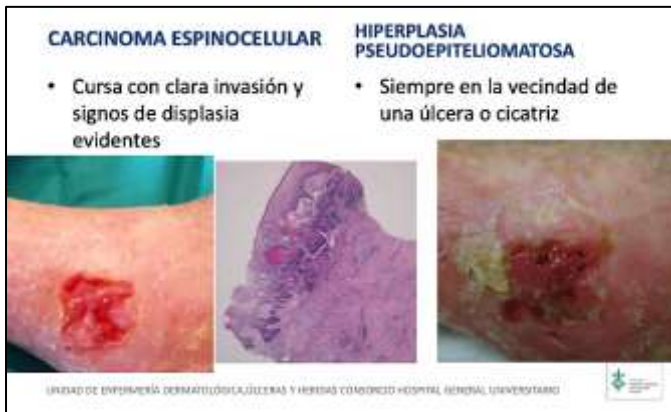 CARCINOMA ESPINOCELULAR
• Cursa con clara invasión y
signos de displasia
evidentes
HIPERPLASIA
PSEUDOEPITELIOMATOSA
• Siempre en la vecindad de
una úlcera o cicatriz
UNIDAD DE ENFERMERÍA DERMATOLÓGICA,ÚLCERAS Y HERIDAS CONSORCIO HOSPITAL GENERAL UNIVERSITARIO